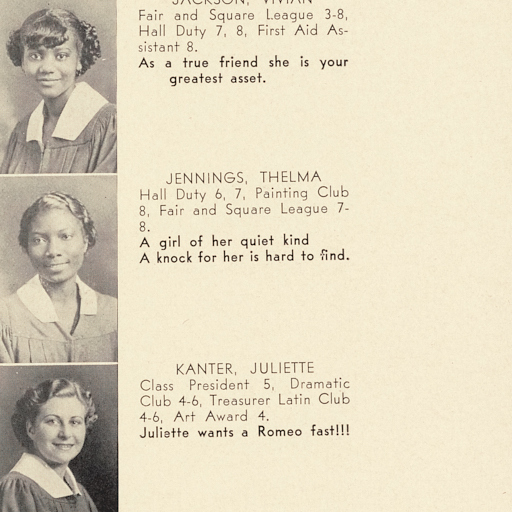 JACKSON, VIVIAN
Fair and Square League 3-8,
Hall Duty 7, 8, First Aid As-
sistant 8.
As a true friend she is your
greatest asset.
JENNINGS, THELMA
Hall Duty 6, 7, Painting Club
8, Fair and Square League 7-
8.
A girl of her quiet kind
A knock for her is hard to find.
KANTER, JULIETTE
Class President 5, Dramatic
Club 4-6, Treasurer Latin Club
4-6, Art Award 4.
Juliette wants a Romeo fast!!!